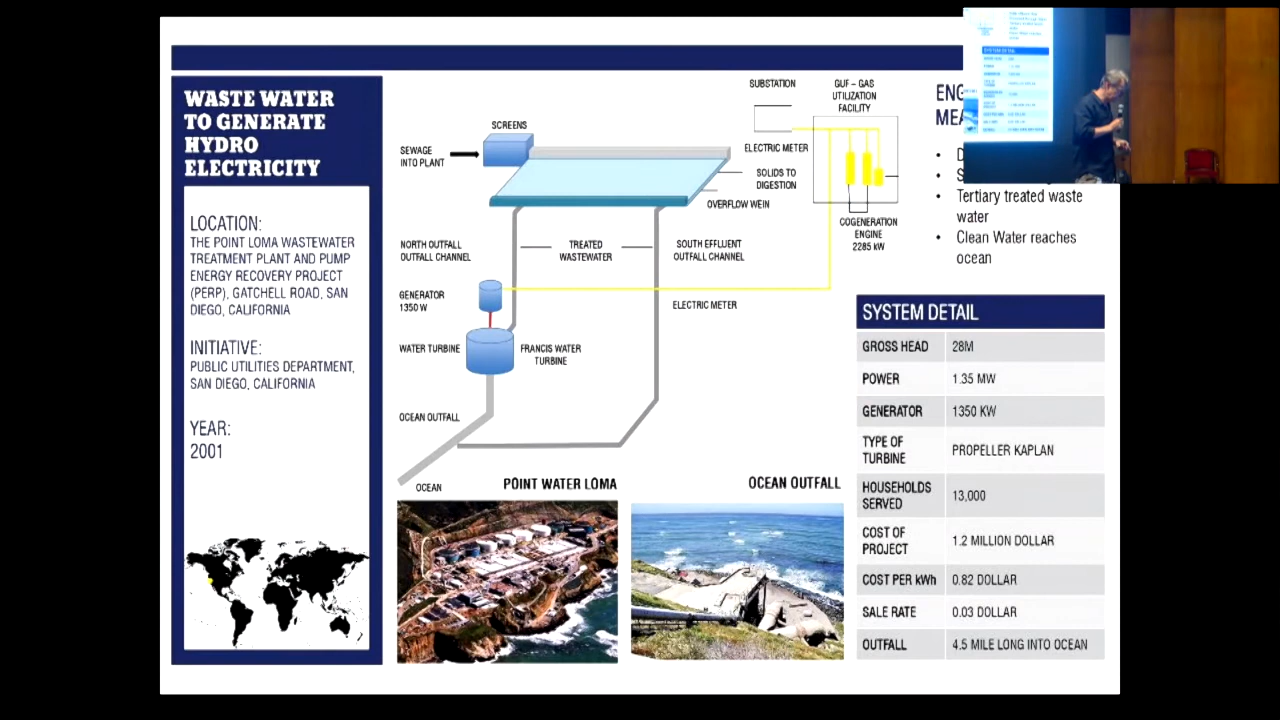 WASTE WATER
TO GENERATE
HYDRO
ELECTRICITY
LOCATION:
THE POINT LOMA WASTEWATER
TREATMENT PLANT AND PUMP
ENERGY RECOVERY PROJECT
(PERP), GATCHELL ROAD, SAN
DIEGO, CALIFORNIA
INITIATIVE:
PUBLIC UTILITIES DEPARTMENT,
SAN DIEGO, CALIFORNIA
YEAR:
2001
SUBSTATION
GUF – GAS
UTILIZATION
FACILITY
SCREENS
SEWAGE
INTO PLANT
ELECTRIC METER
SOLIDS TO
DIGESTION
OVERFLOW WEIN
COGENERATION
ENGINE
2285 kW
NORTH OUTFALL
OUTFALL CHANNEL
TREATED
WASTEWATER
SOUTH EFFLUENT
OUTFALL CHANNEL
GENERATOR
1350 W
ELECTRIC METER
WATER TURBINE
FRANCIS WATER
TURBINE
OCEAN OUTFALL
OCEAN
POINT WATER LOMA
OCEAN OUTFALL
• Tertiary treated waste
water
• Clean Water reaches
ocean
SYSTEM DETAIL
GROSS HEAD 28M
POWER 1.35 MW
GENERATOR 1350 KW
TYPE OF
TURBINE PROPELLER KAPLAN
HOUSEHOLDS
SERVED 13,000
COST OF
PROJECT 1.2 MILLION DOLLAR
COST PER kWh 0.82 DOLLAR
SALE RATE 0.03 DOLLAR
OUTFALL 4.5 MILE LONG INTO OCEAN
SYSTEM DETAIL